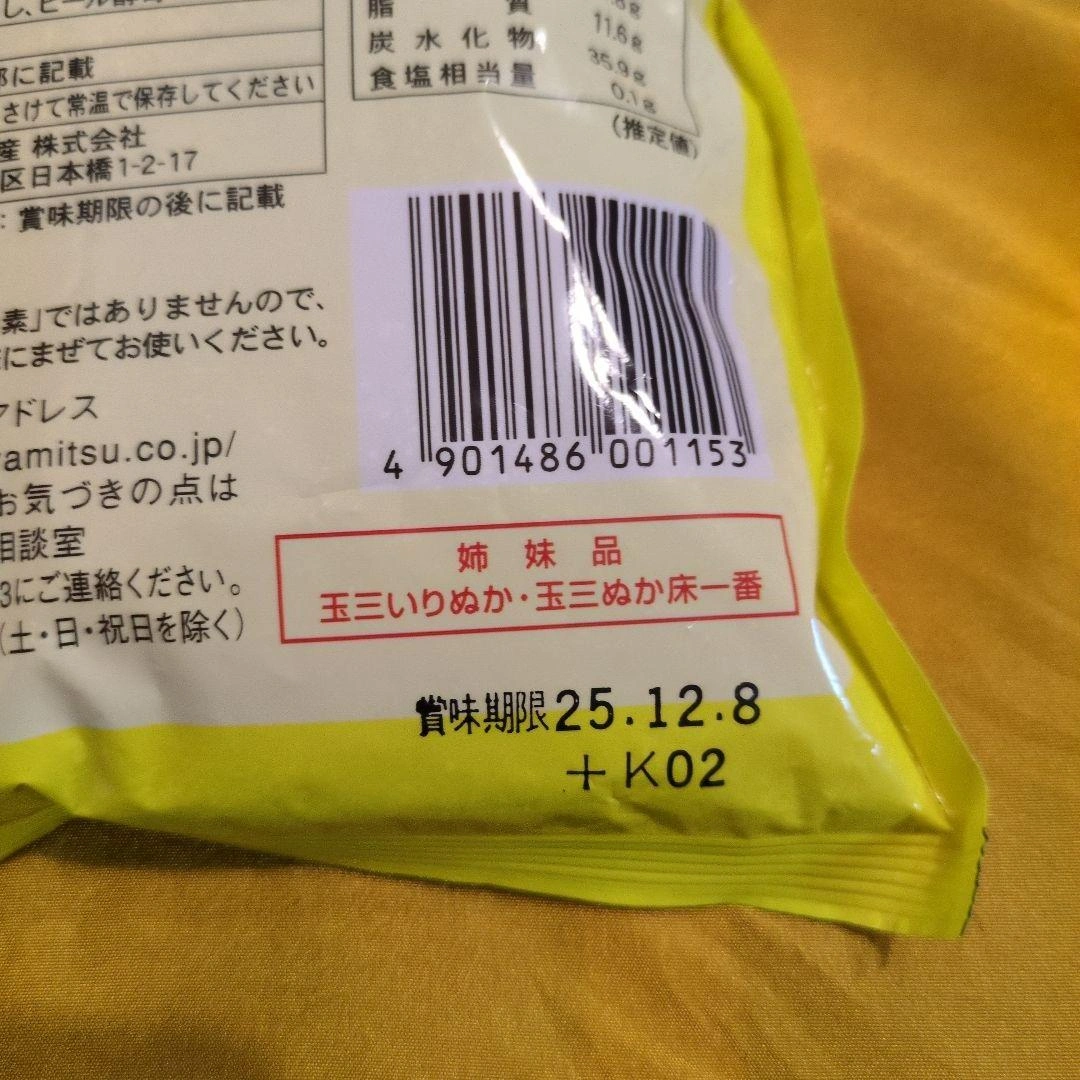 し、ビール酵母
脂質
11.6g
炭水化物
35.9g
食塩相当量
0.1g
(推定値)
部に記載
さけて常温で保存してください
産 株式会社
区日本橋1-2-17
: 賞味期限の後に記載
素」ではありませんので、
にまぜてお使いください。
アドレス
amitsu.co.jp/
お気づきの点は
相談室
3にご連絡ください。
(土・日・祝日を除く)
4 901486 001153
姉妹品
玉三いりぬか・玉三ぬか床一番
賞味期限25.12.8
+K02